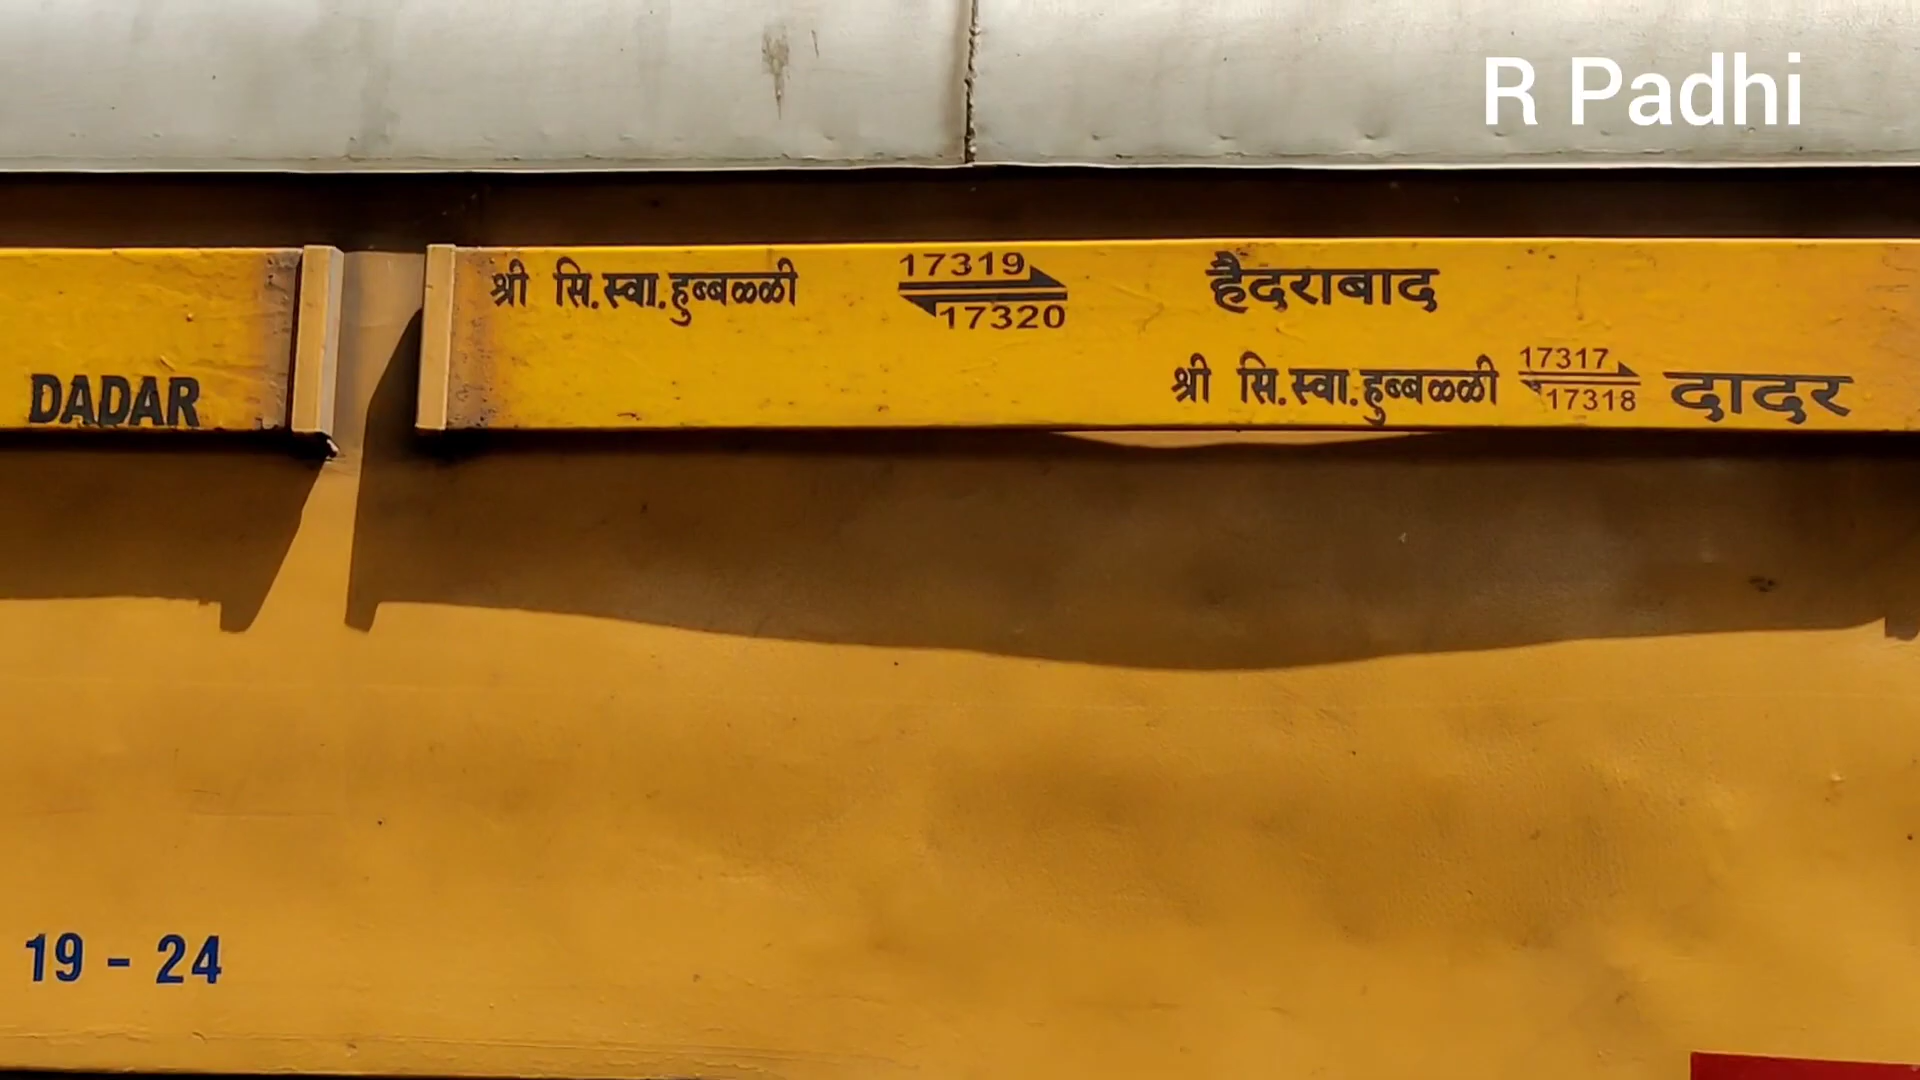 R Padhi
श्री सि.स्वा.हुब्बळ्ळी 17319 हैदराबाद
17320
श्री सि.स्वा.हुब्बळ्ळी 17317 दादर
17318
DADAR
19 - 24